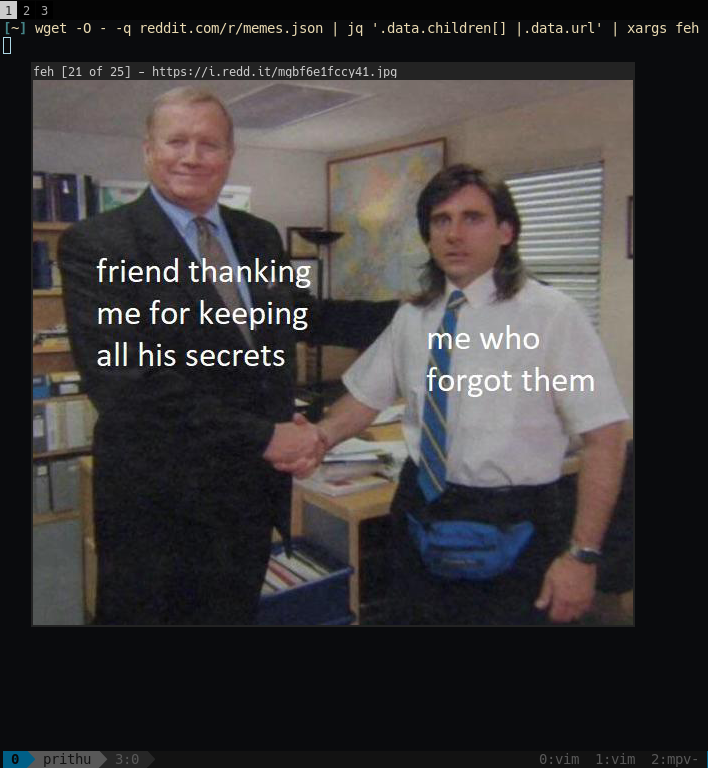 1 2 3
[~] wget -O - -q reddit.com/r/memes.json | jq '.data.children[] |.data.url' | xargs feh
feh [21 of 25] - https://i.redd.it/mqbf6e1fccy41.jpg
friend thanking
me for keeping
all his secrets
me who
forgot them
0 prithu 3:0 0:vim 1:vim 2:mpv-